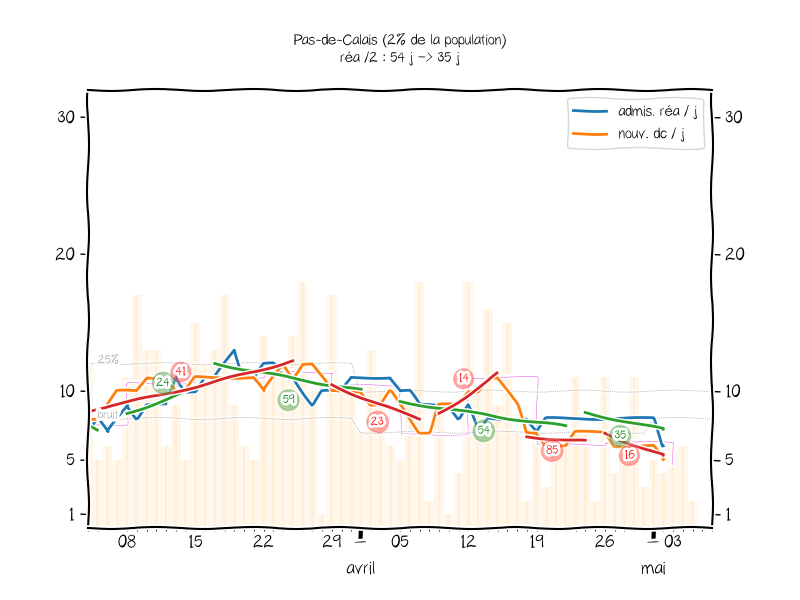 Pas-de-Calais (2% de la population)
réa /2 : 54 j -> 35 j
admis. réa / j
nouv. dc / j
30
30
20
20
25%
41
24
14
10
10
59
bruit
23
54
35
85
16
5
5
1
1
08 15 22 29 05 12 19 26 03
avril mai